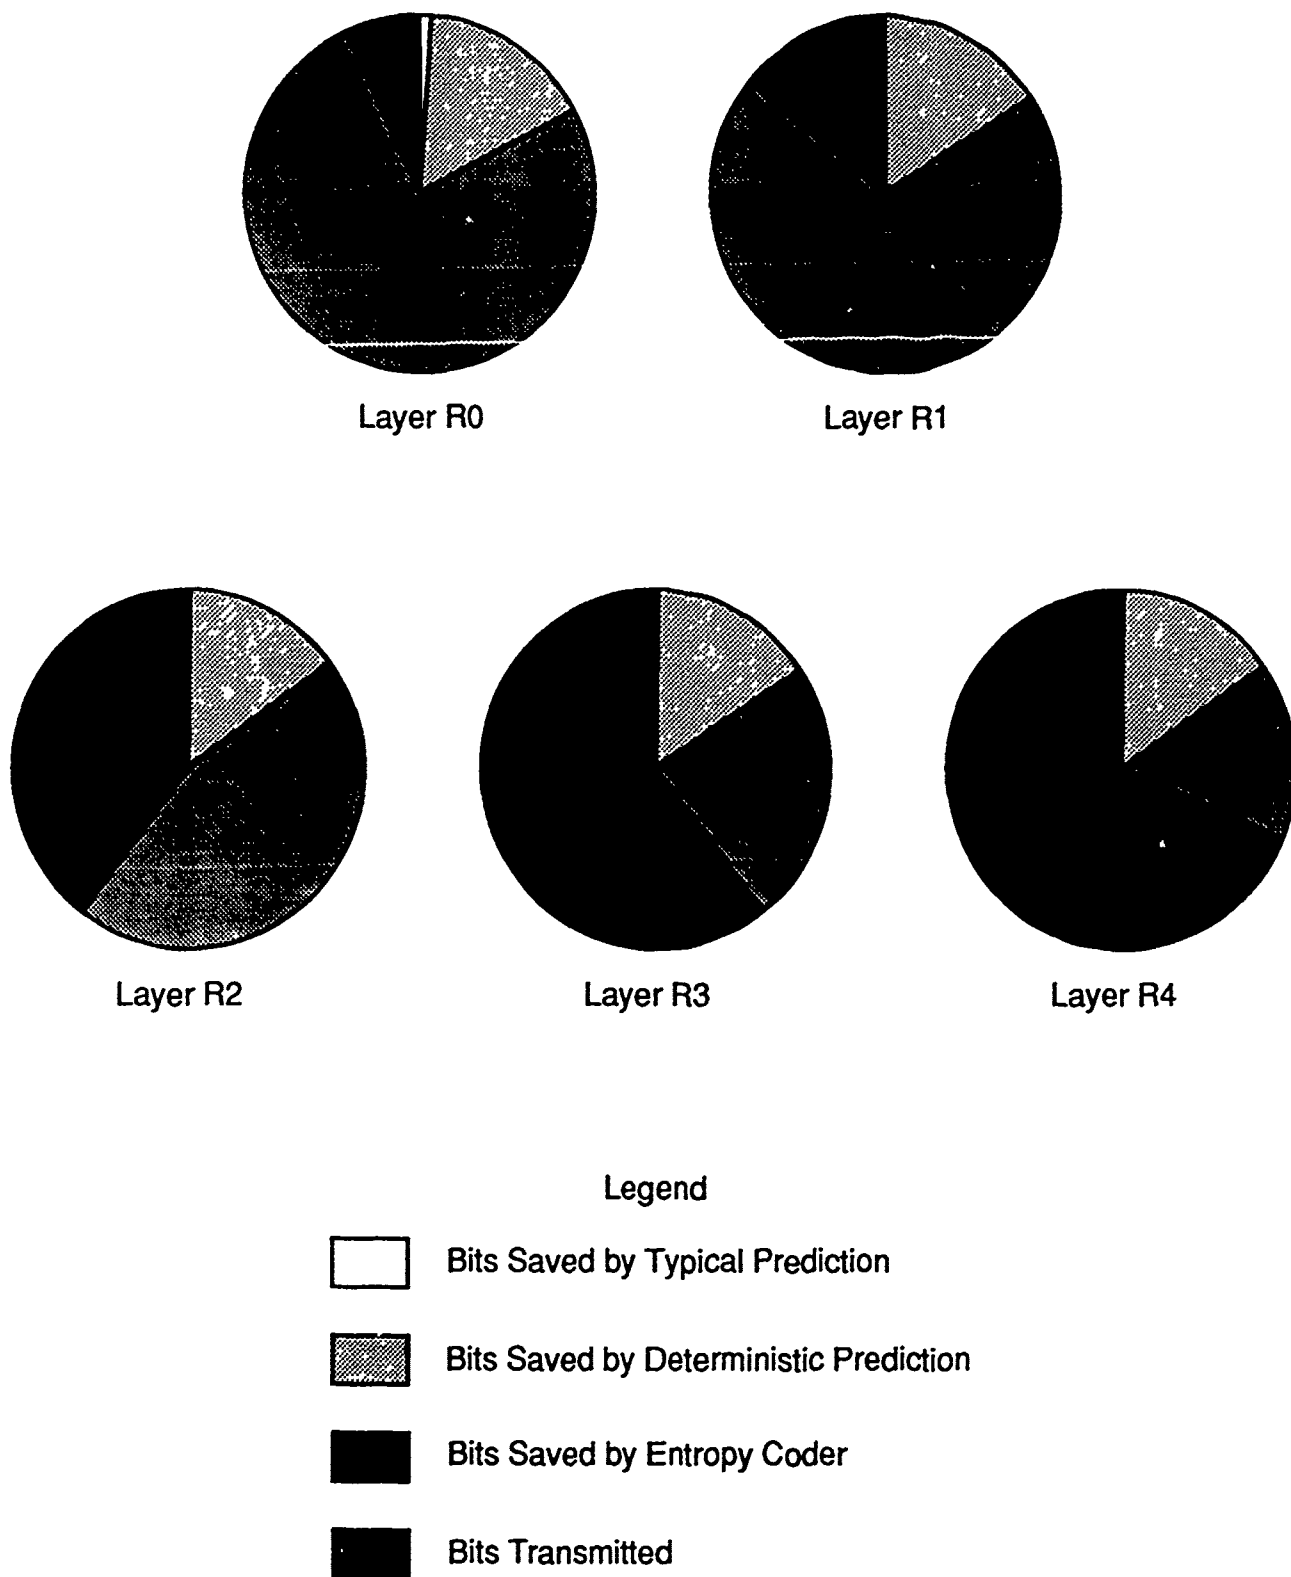 Layer R0
Layer R1
Layer R2
Layer R3
Layer R4
Legend
Bits Saved by Typical Prediction
Bits Saved by Deterministic Prediction
Bits Saved by Entropy Coder
Bits Transmitted